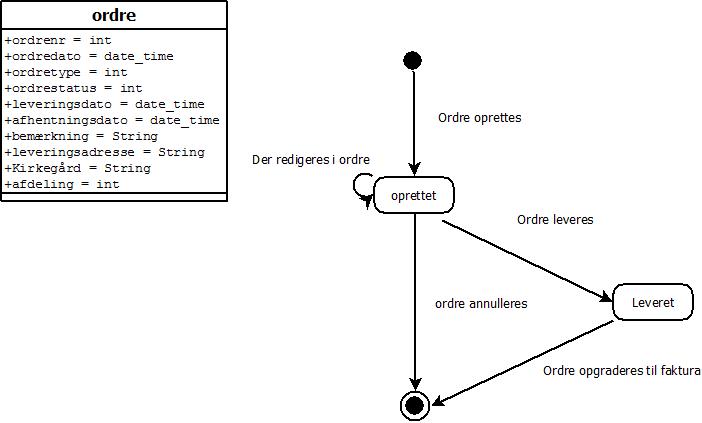 ordre
+ordrenr = int
+ordredato = date_time
+ordretype = int
+ordrestatus = int
+leveringsdato = date_time
+afhentningsdato = date_time
+bemærkning = String
+leveringsadresse = String
+Kirkegård = String
+afdeling = int
Ordre oprettes
Der redigeres i ordre
oprettet
Ordre leveres
ordre annulleres
Leveret
Ordre opgraderes til faktura